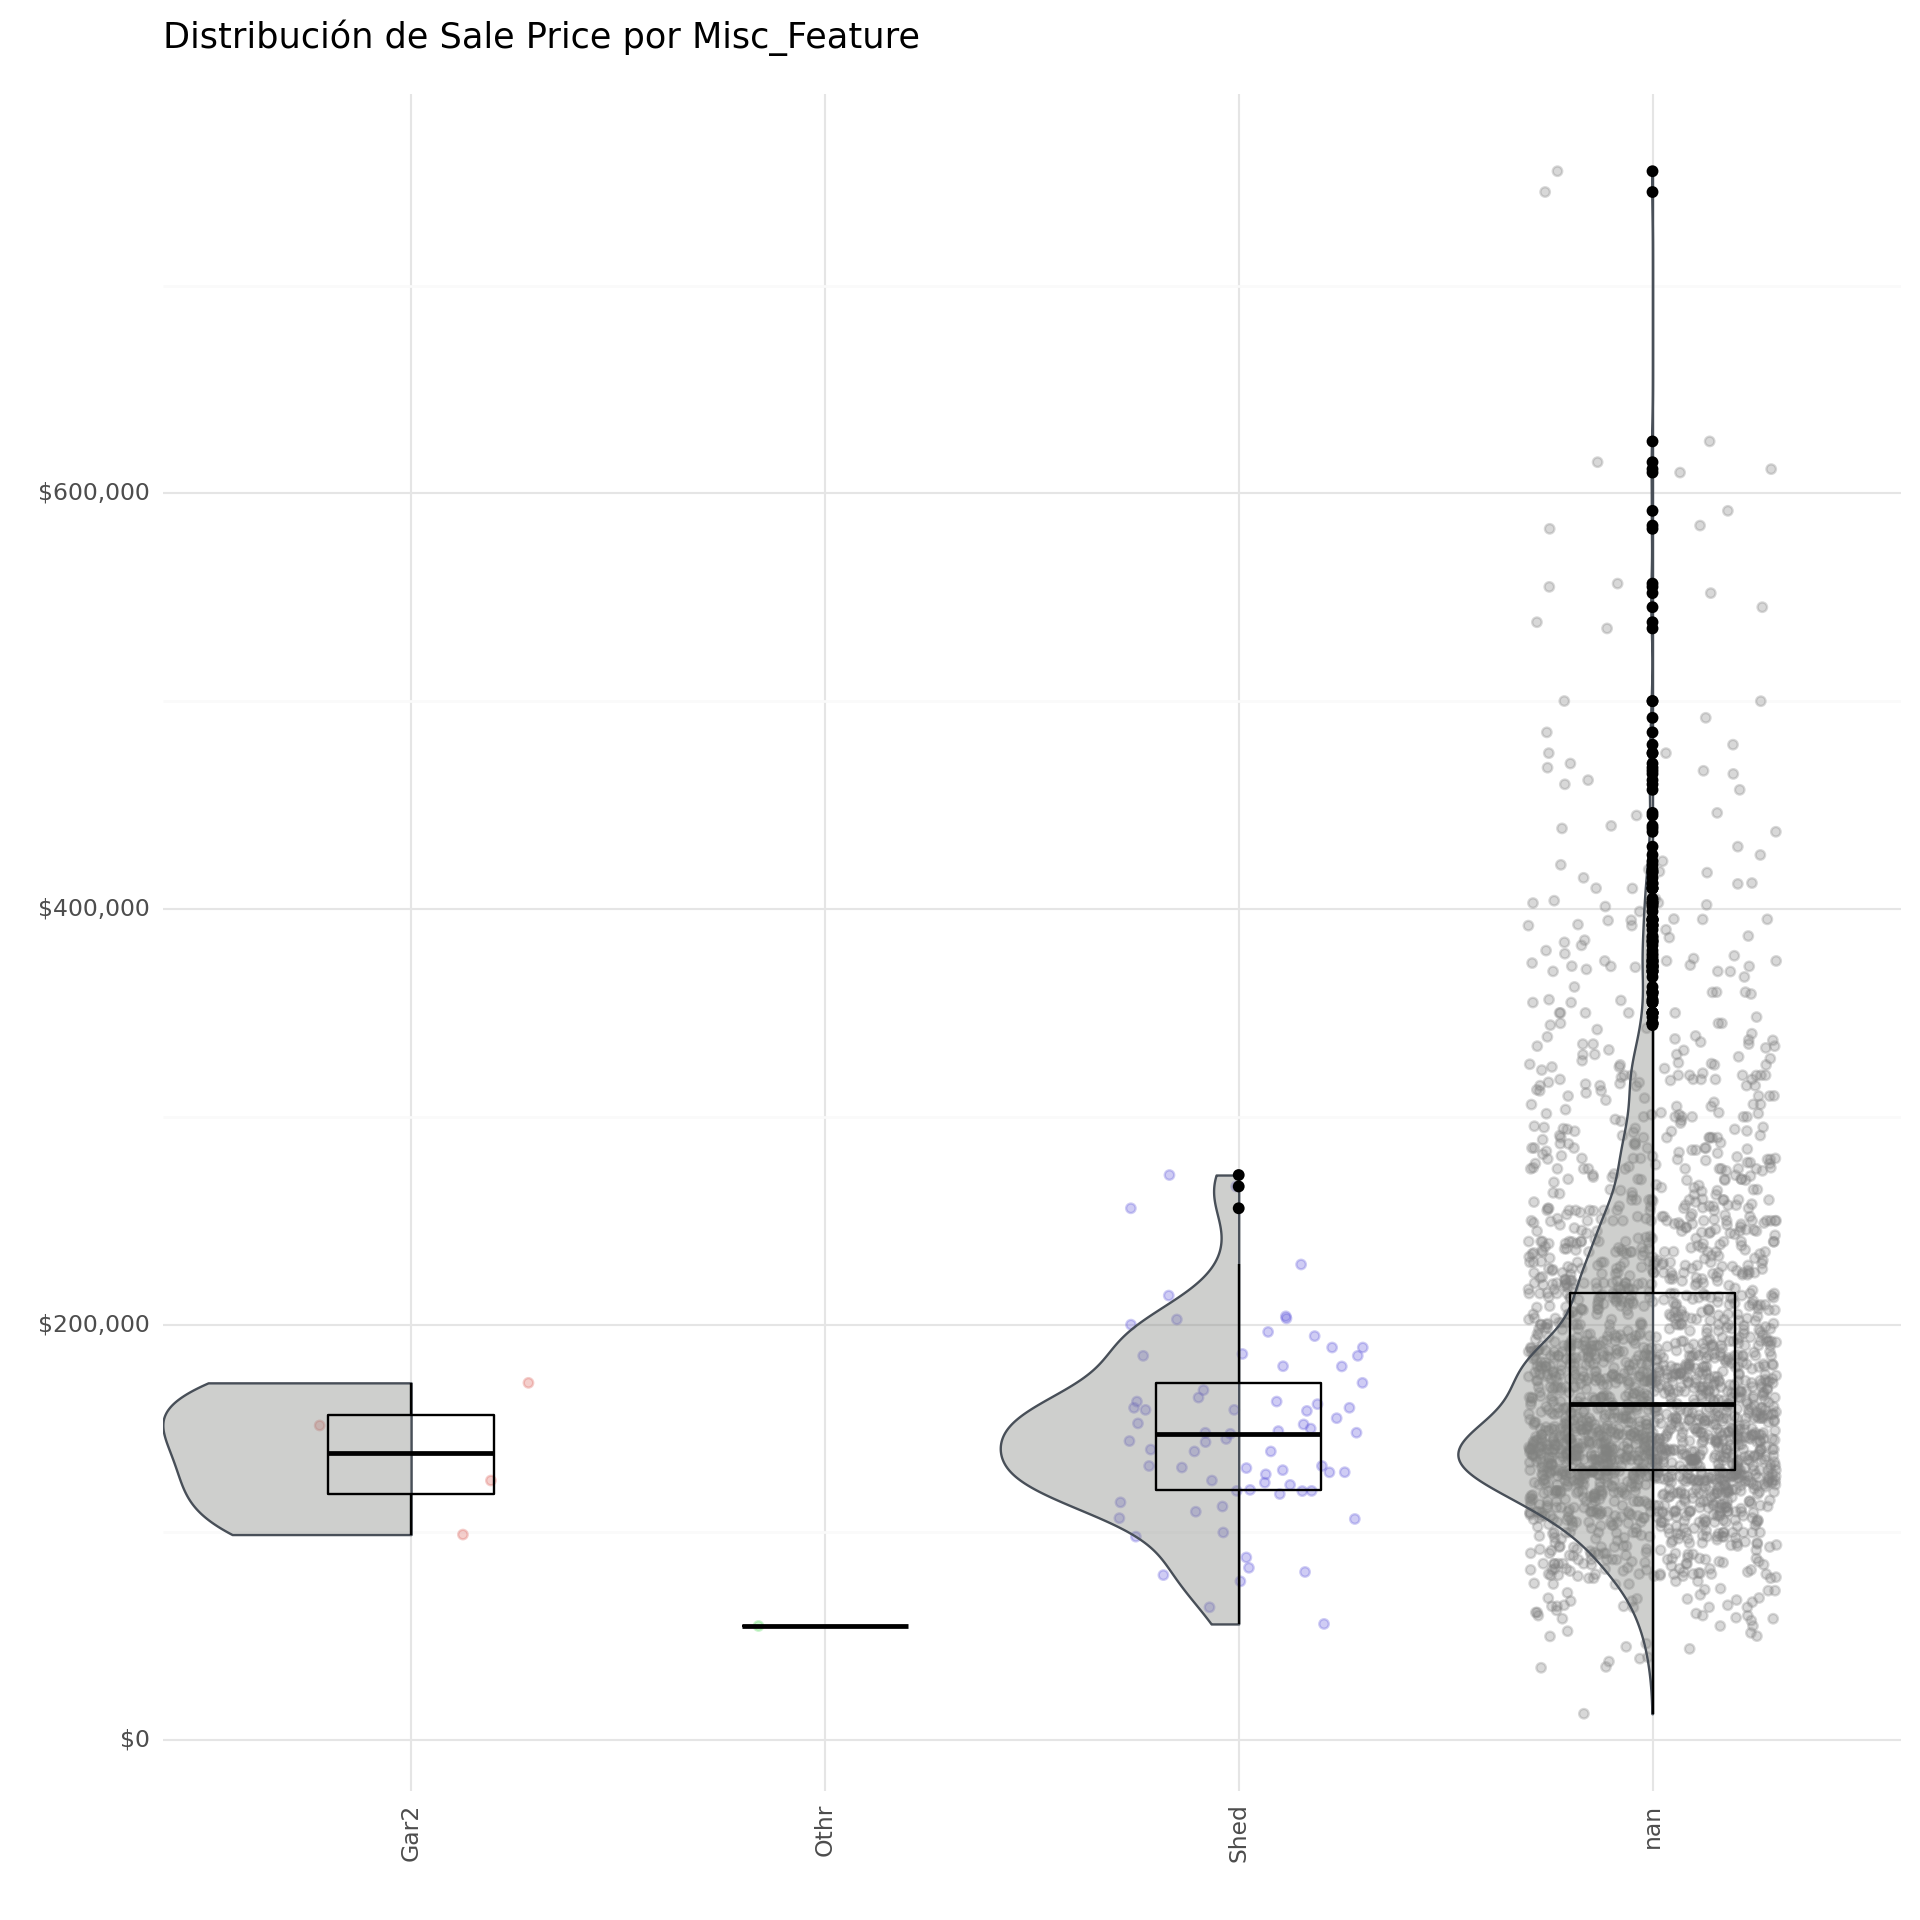 Distribución de Sale Price por Misc_Feature
$600,000
$400,000
$200,000
$0
Gar2
Othr
Shed
nan